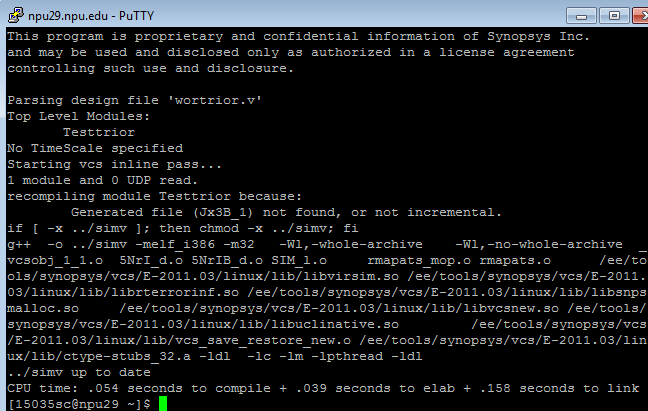 npu29.npu.edu - PuTTY
This program is proprietary and confidential information of Synopsys Inc.
and may be used and disclosed only as authorized in a license agreement
controlling such use and disclosure.
Parsing design file 'wortrior.v'
Top Level Modules:
Testtrior
No TimeScale specified
Starting vcs inline pass...
1 module and 0 UDP read.
recompiling module Testtrior because:
Generated file (Jx3B_1) not found, or not incremental.
if [ -x ../simv ]; then chmod -x ../simv; fi
g++  -o ../simv -melf_i386 -m32   -Wl,-whole-archive    -Wl,-no-whole-archive  _
vcsobj_1_1.o  5NrI_d.o 5NrIB_d.o SIM_l.o     rmapats_mop.o rmapats.o       /ee/to
ols/synopsys/vcs/E-2011.03/linux/lib/libvirsim.so /ee/tools/synopsys/vcs/E-2011.
03/linux/lib/librterrorinf.so /ee/tools/synopsys/vcs/E-2011.03/linux/lib/libsnps
malloc.so     /ee/tools/synopsys/vcs/E-2011.03/linux/lib/libvcsnew.so /ee/tools/
synopsys/vcs/E-2011.03/linux/lib/libuclinative.so         /ee/tools/synopsys/vcs
/E-2011.03/linux/lib/vcs_save_restore_new.o /ee/tools/synopsys/vcs/E-2011.03/lin
ux/lib/ctype-stubs_32.a -ldl  -lc -lm -lpthread -ldl
../simv up to date
CPU time: .054 seconds to compile + .039 seconds to elab + .158 seconds to link
[15035sc@npu29 ~]$